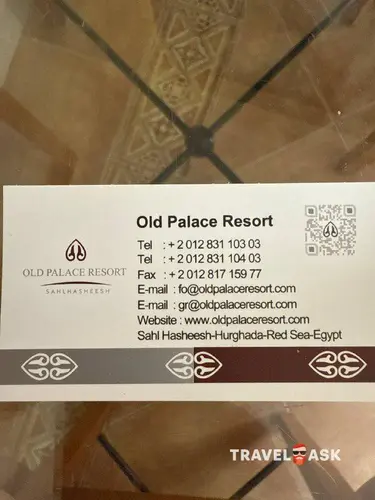 OLD PALACE RESORT
SAHLHASHEESH
Old Palace Resort
Tel : + 2 012 831 103 03
Tel : + 2 012 831 104 03
Fax : + 2 012 817 159 77
E-mail : fo@oldpalaceresort.com
E-mail : gr@oldpalaceresort.com
Website : www.oldpalaceresort.com
Sahl Hasheesh-Hurghada-Red Sea-Egypt
TRAVEL ASK